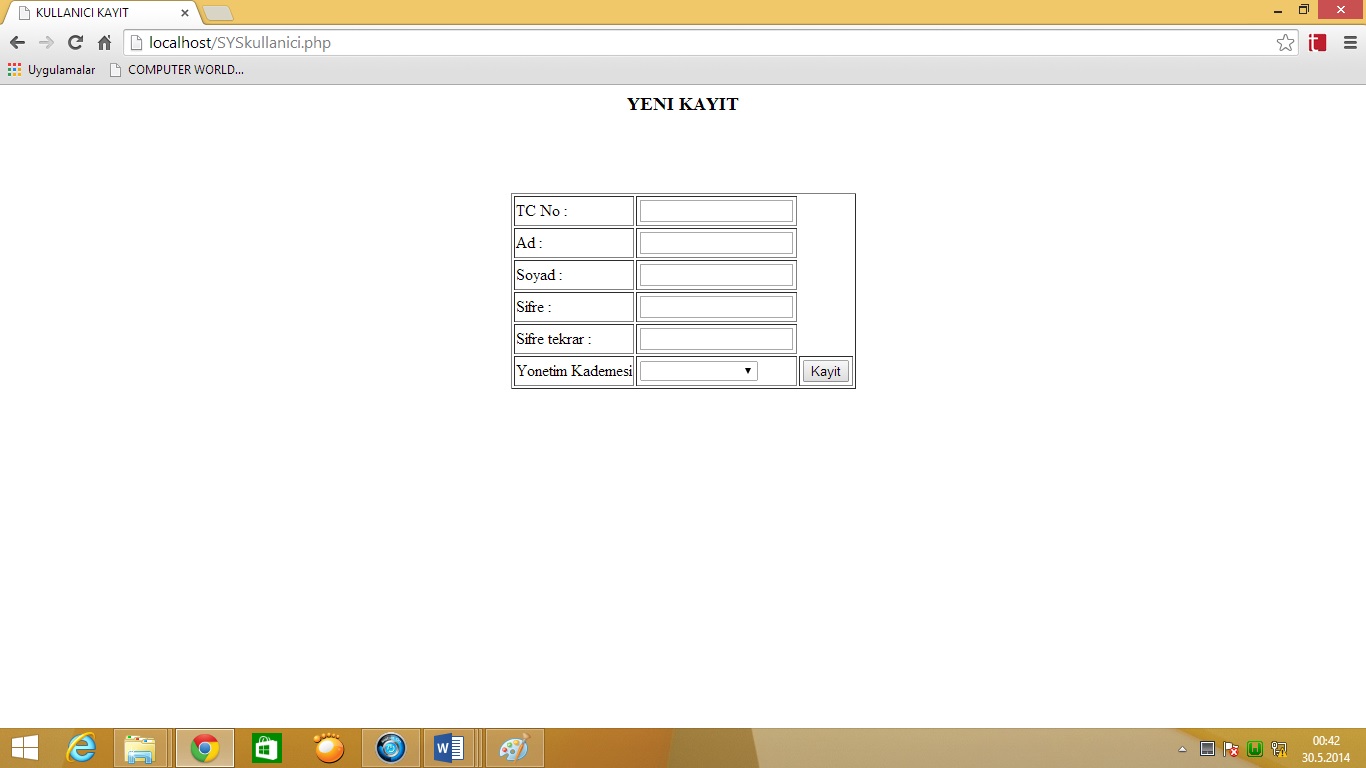 KULLANICI KAYIT
localhost/SYSkullanici.php
Uygulamalar COMPUTER WORLD...
YENI KAYIT
TC No :
Ad :
Soyad :
Sifre :
Sifre tekrar :
Yonetim Kademesi Kayit
00:42
30.5.2014